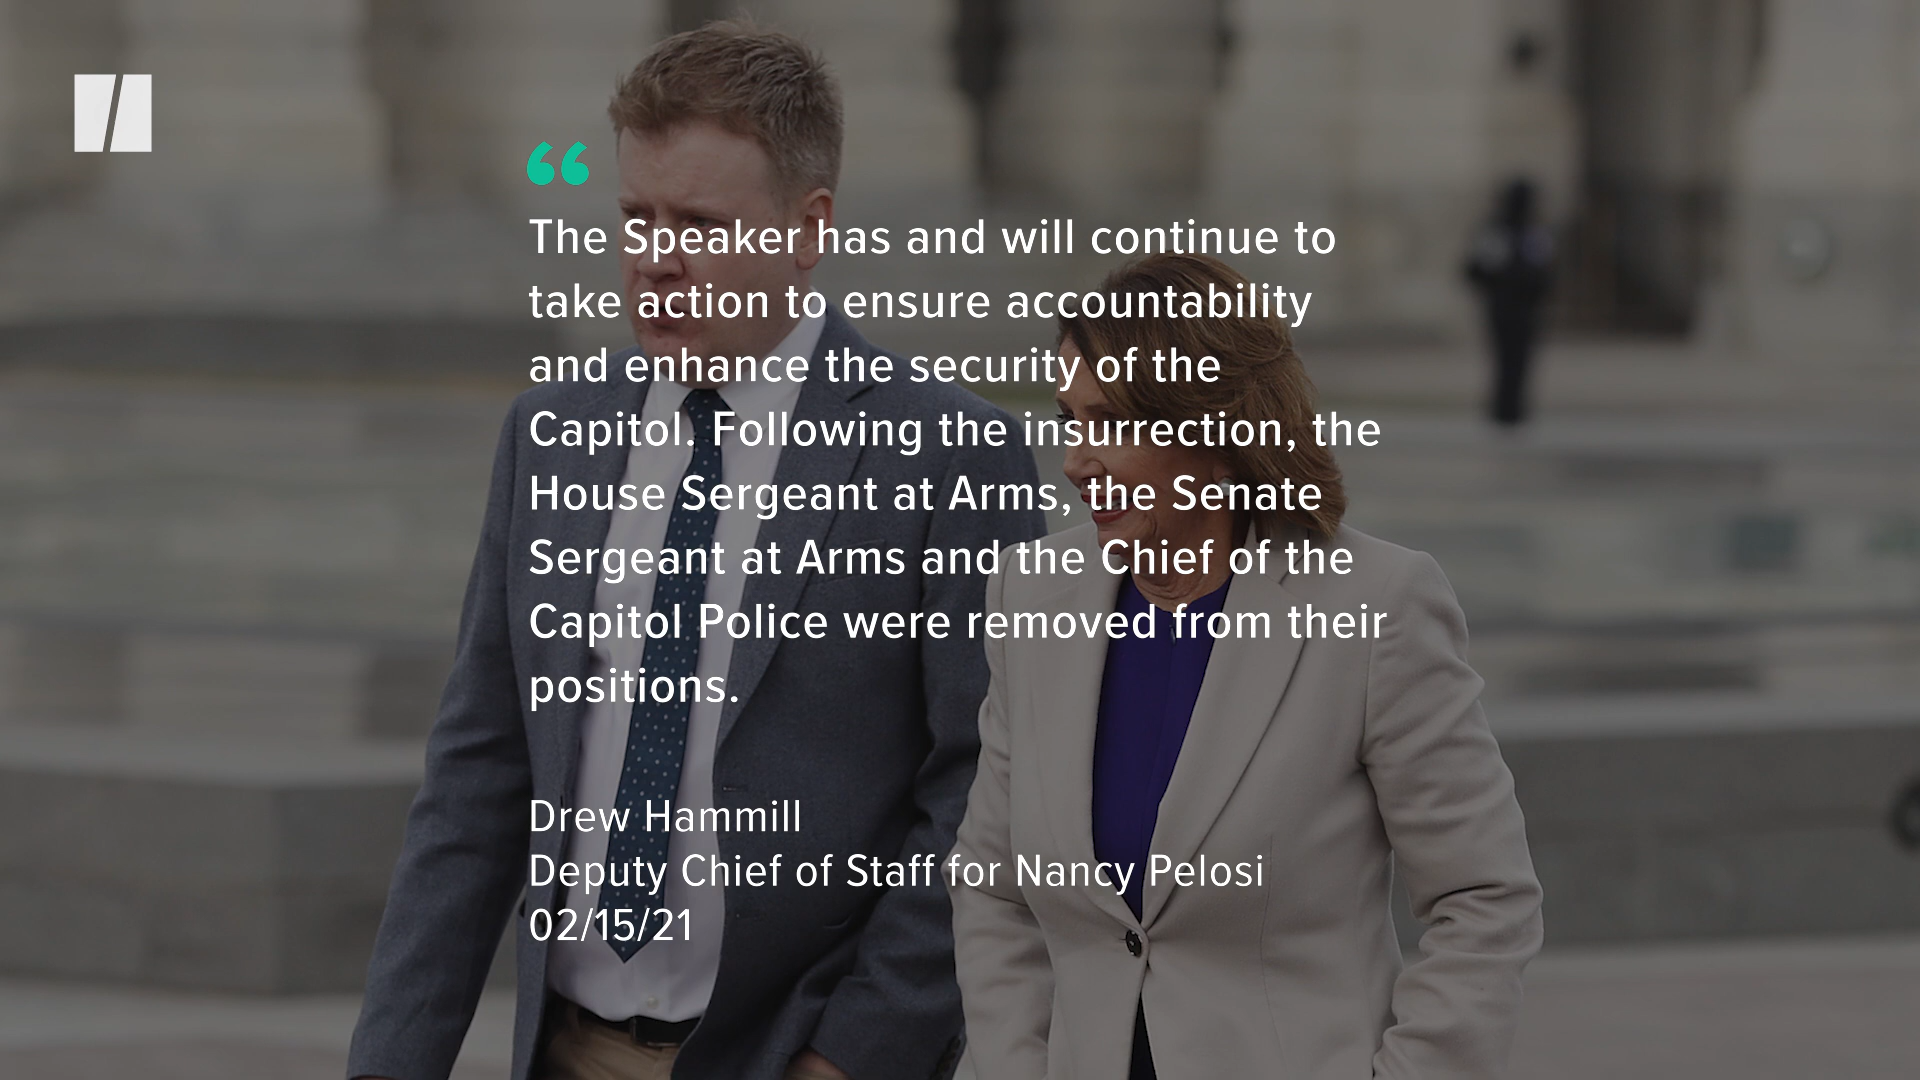 “
The Speaker has and will continue to
take action to ensure accountability
and enhance the security of the
Capitol. Following the insurrection, the
House Sergeant at Arms, the Senate
Sergeant at Arms and the Chief of the
Capitol Police were removed from their
positions.
Drew Hammill
Deputy Chief of Staff for Nancy Pelosi
02/15/21